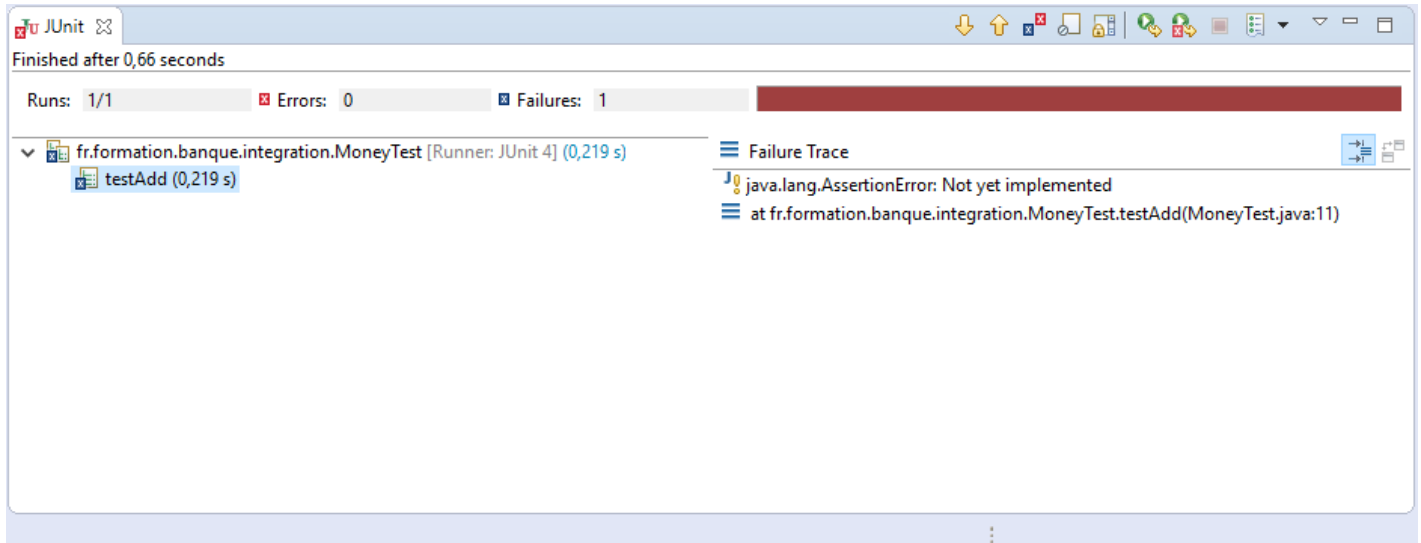 JUnit
Finished after 0,66 seconds
Runs: 1/1 Errors: 0 Failures: 1
fr.formation.banque.integration.MoneyTest [Runner: JUnit 4] (0,219 s)
testAdd (0,219 s)
Failure Trace
java.lang.AssertionError: Not yet implemented
at fr.formation.banque.integration.MoneyTest.testAdd(MoneyTest.java:11)